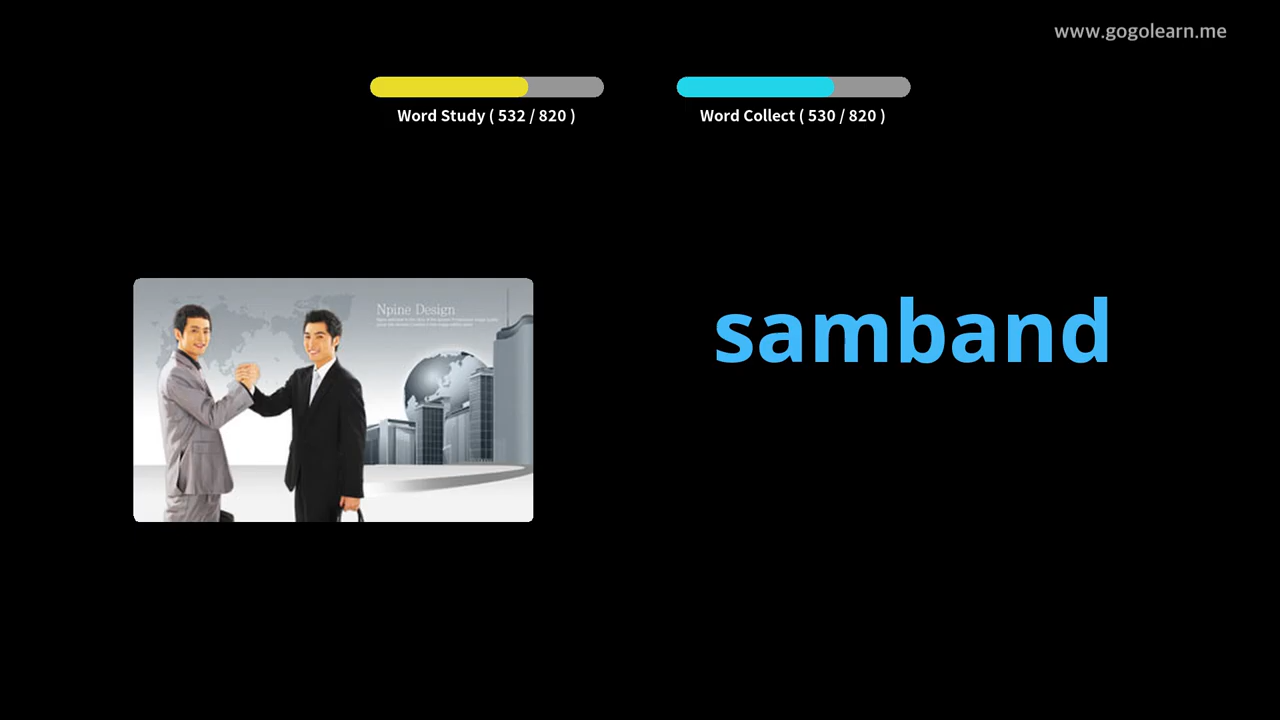 www.gogolearn.me
Word Study ( 532 / 820 )
Word Collect ( 530 / 820 )
Npine Design
samband